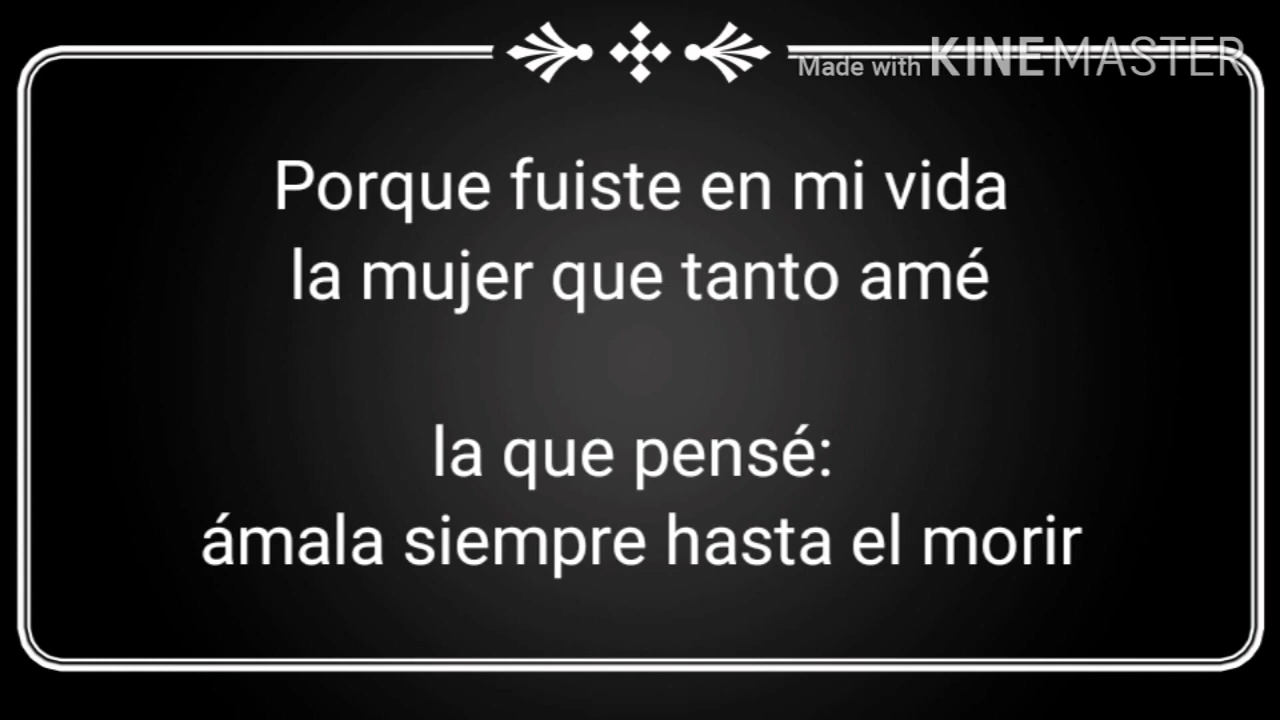 Made with KINEMASTER
Porque fuiste en mi vida
la mujer que tanto amé
la que pensé:
ámala siempre hasta el morir